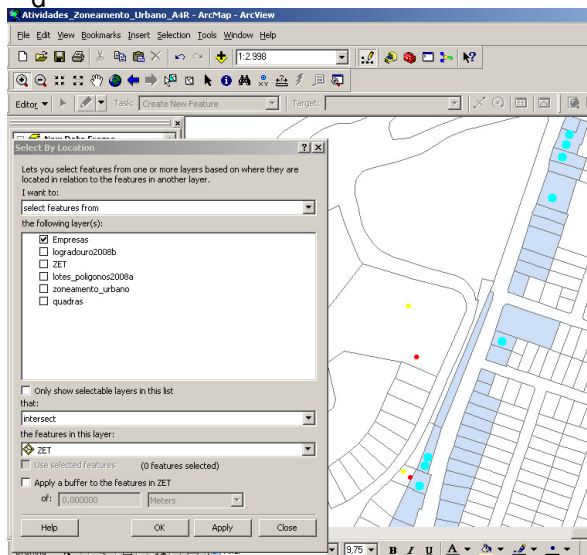 g
Atividades_Zoneamento_Urbano_A4R - ArcMap - ArcView
File Edit View Bookmarks Insert Selection Tools Window Help
1:2.998
Editor Task: Create New Feature Target:
New Data Frame
Select By Location
Lets you select features from one or more layers based on where they are
located in relation to the features in another layer.
I want to:
select features from
the following layer(s):
Empresas
logradouro2008b
ZET
lotes_poligonos2008a
zoneamento_urbano
quadras
Only show selectable layers in this list
that:
intersect
the features in this layer:
ZET
Use selected features (0 features selected)
Apply a buffer to the features in ZET
of: 0,000000 Meters
Help OK Apply Close
Drawing 9,75 B I U A